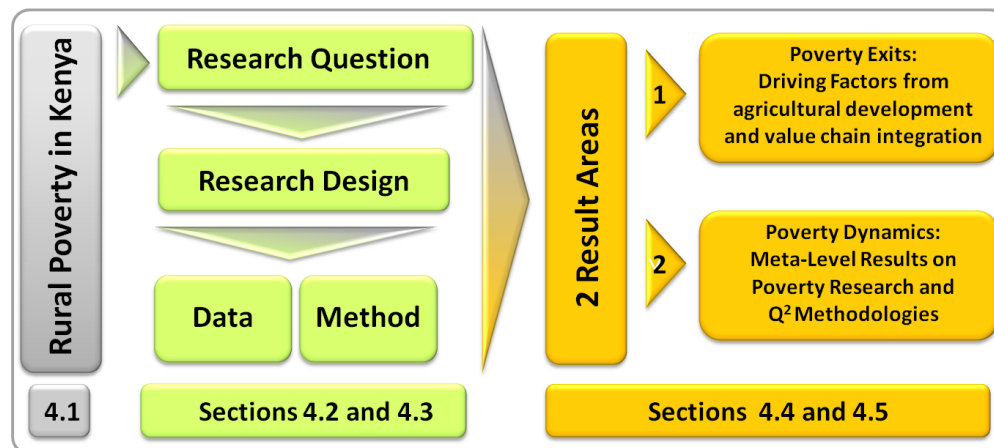 Rural Poverty in Kenya
4.1
Research Question
Research Design
Data
Method
Sections 4.2 and 4.3
2 Result Areas
1
Poverty Exits:
Driving Factors from
agricultural development
and value chain integration
2
Poverty Dynamics:
Meta-Level Results on
Poverty Research and
Q² Methodologies
Sections 4.4 and 4.5